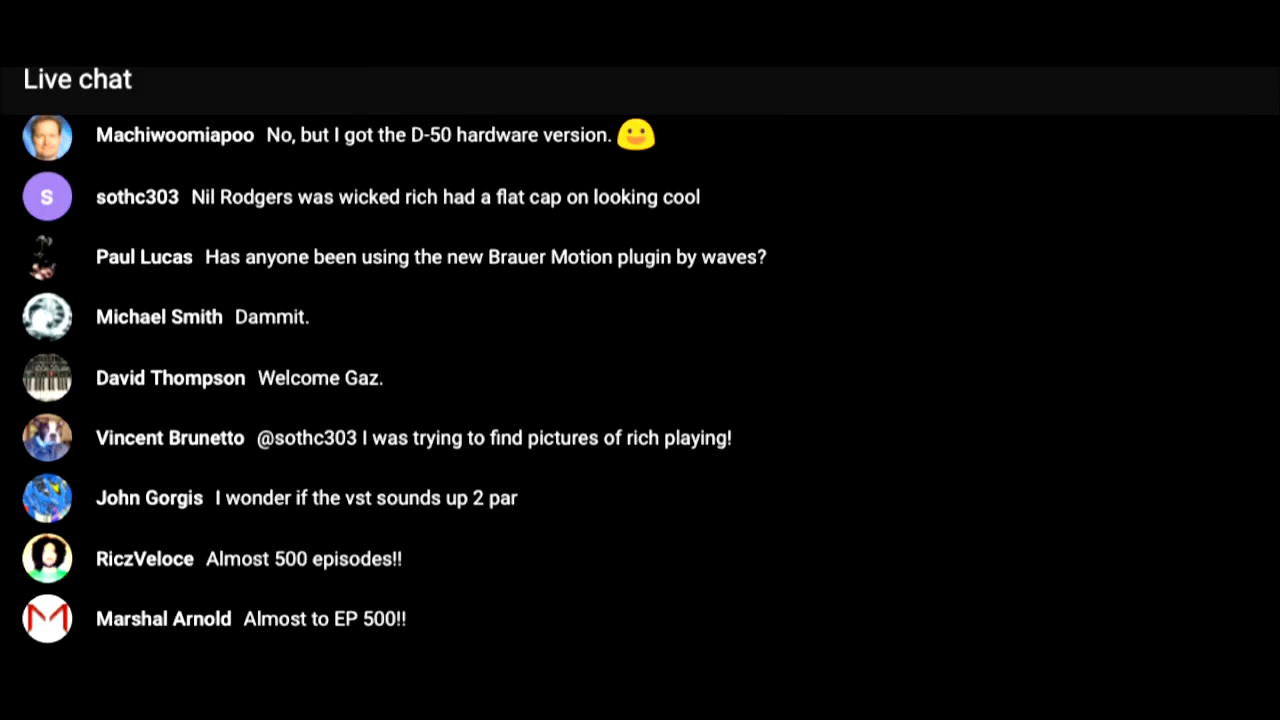 Live chat
Machiwoomiapoo No, but I got the D-50 hardware version.
S sothc303 Nil Rodgers was wicked rich had a flat cap on looking cool
Paul Lucas Has anyone been using the new Brauer Motion plugin by waves?
Michael Smith Dammit.
David Thompson Welcome Gaz.
Vincent Brunetto @sothc303 I was trying to find pictures of rich playing!
John Gorgis I wonder if the vst sounds up 2 par
RiczVeloce Almost 500 episodes!!
Marshal Arnold Almost to EP 500!!